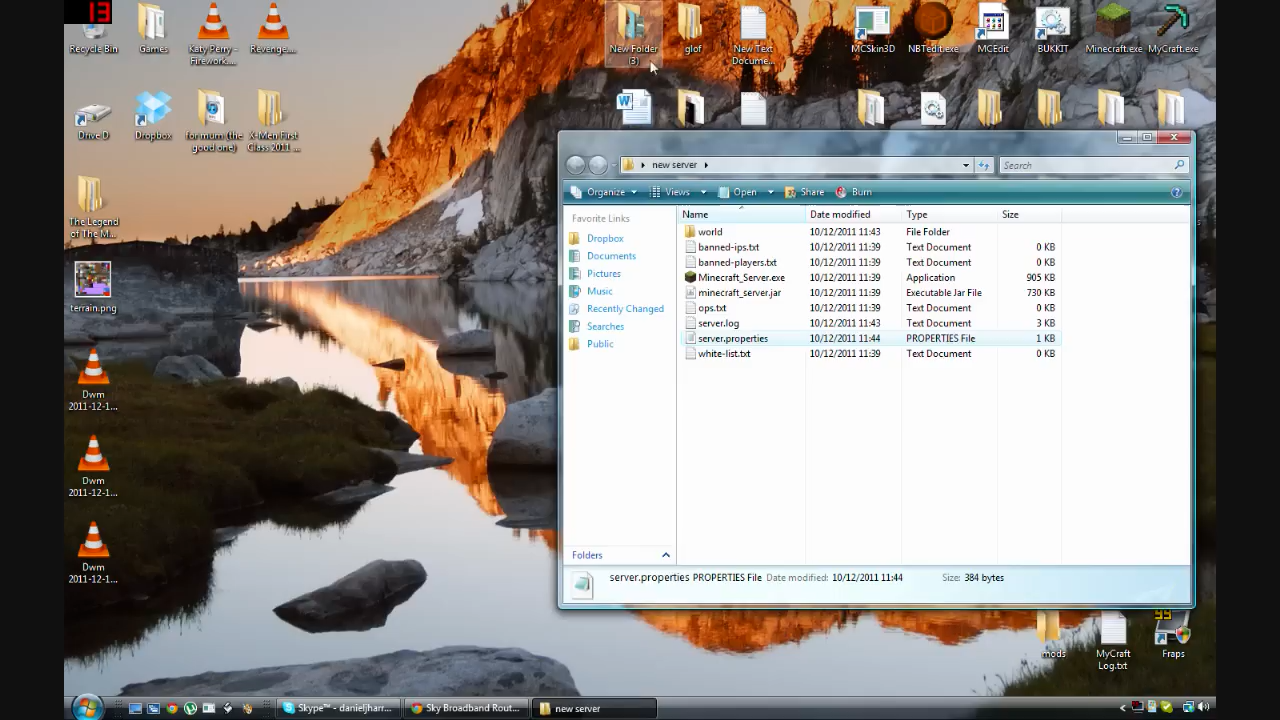 13
Recycle Bin
Games
Katy Perry - Firework....
Revenge....
New Folder (3)
glof
New Text Docume...
MCSkin3D
NBTedit.exe
MCEdit
BUKKIT
Minecraft.exe
MyCraft.exe
Drive D
Dropbox
formum (the good one)
X-Men First Class 2011 ...
The Legend of The M...
terrain.png
Dwm 2011-12-1...
Dwm 2011-12-1...
Dwm 2011-12-1...
new server
Search
Organize
Views
Open
Share
Burn
Favorite Links
Dropbox
Documents
Pictures
Music
Recently Changed
Searches
Public
Folders
Name Date modified Type Size
world 10/12/2011 11:43 File Folder
banned-ips.txt 10/12/2011 11:39 Text Document 0 KB
banned-players.txt 10/12/2011 11:39 Text Document 0 KB
Minecraft_Server.exe 10/12/2011 11:39 Application 905 KB
minecraft_server.jar 10/12/2011 11:39 Executable Jar File 730 KB
ops.txt 10/12/2011 11:39 Text Document 0 KB
server.log 10/12/2011 11:43 Text Document 3 KB
server.properties 10/12/2011 11:44 PROPERTIES File 1 KB
white-list.txt 10/12/2011 11:39 Text Document 0 KB
server.properties PROPERTIES File Date modified: 10/12/2011 11:44 Size: 384 bytes
mods
MyCraft Log.txt
99
Fraps
Skype™ - danieljharr...
Sky Broadband Rout...
new server